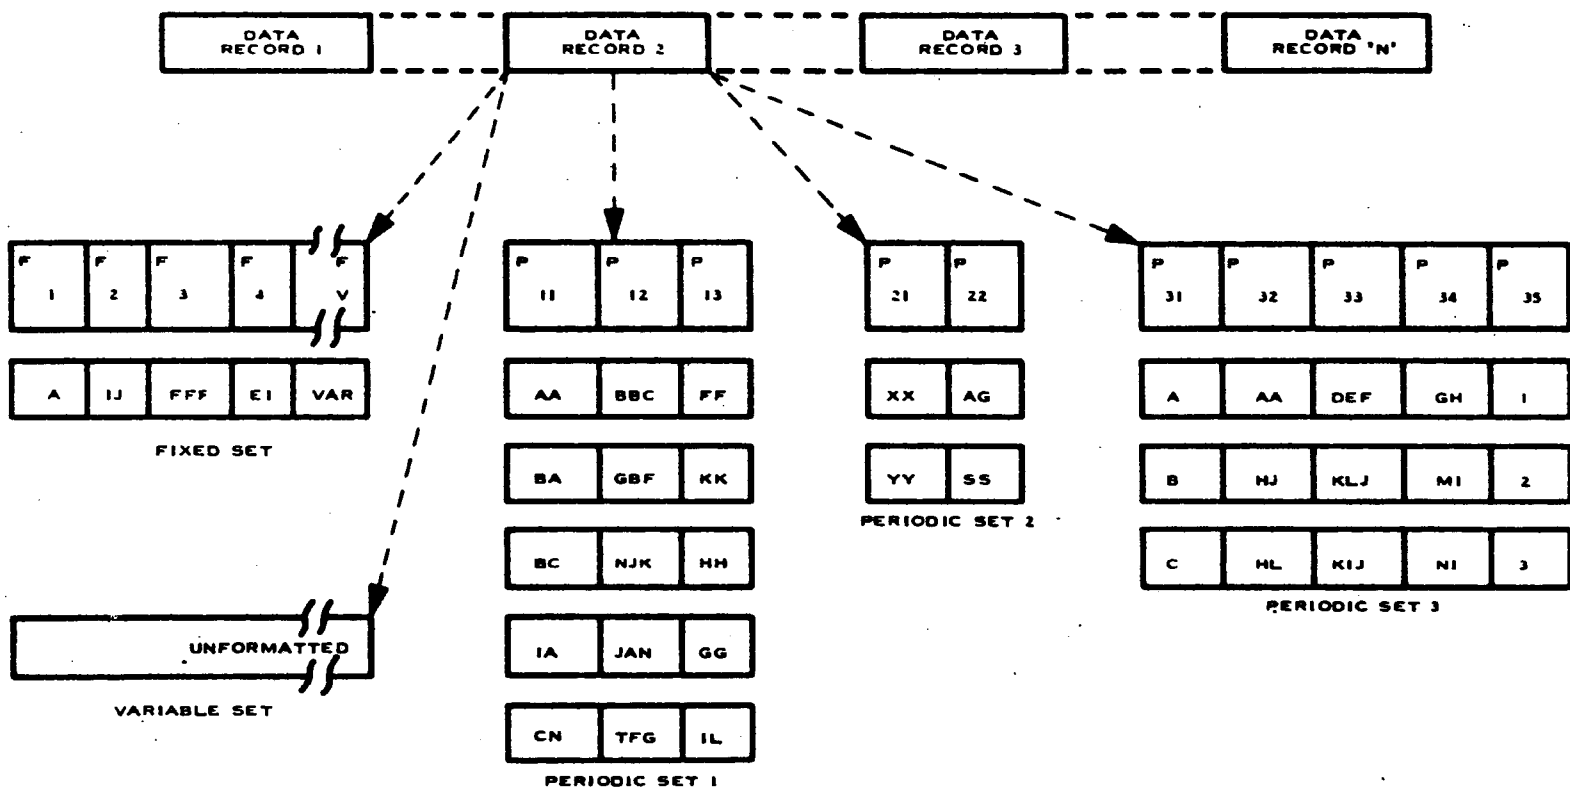 DATA RECORD 1
DATA RECORD 2
DATA RECORD 3
DATA RECORD 'N'
F 1
F 2
F 3
F 4
F V
A IJ FFF EI VAR
FIXED SET
UNFORMATTED
VARIABLE SET
P 11
P 12
P 13
AA BBC FF
BA GBF KK
BC NJK HH
IA JAN GG
CN TFG IL
PERIODIC SET 1
P 21
P 22
XX AG
YY SS
PERIODIC SET 2
P 31
P 32
P 33
P 34
P 35
A AA DEF GH 1
B HJ KLJ MI 2
C HL KIJ NI 3
PERIODIC SET 3